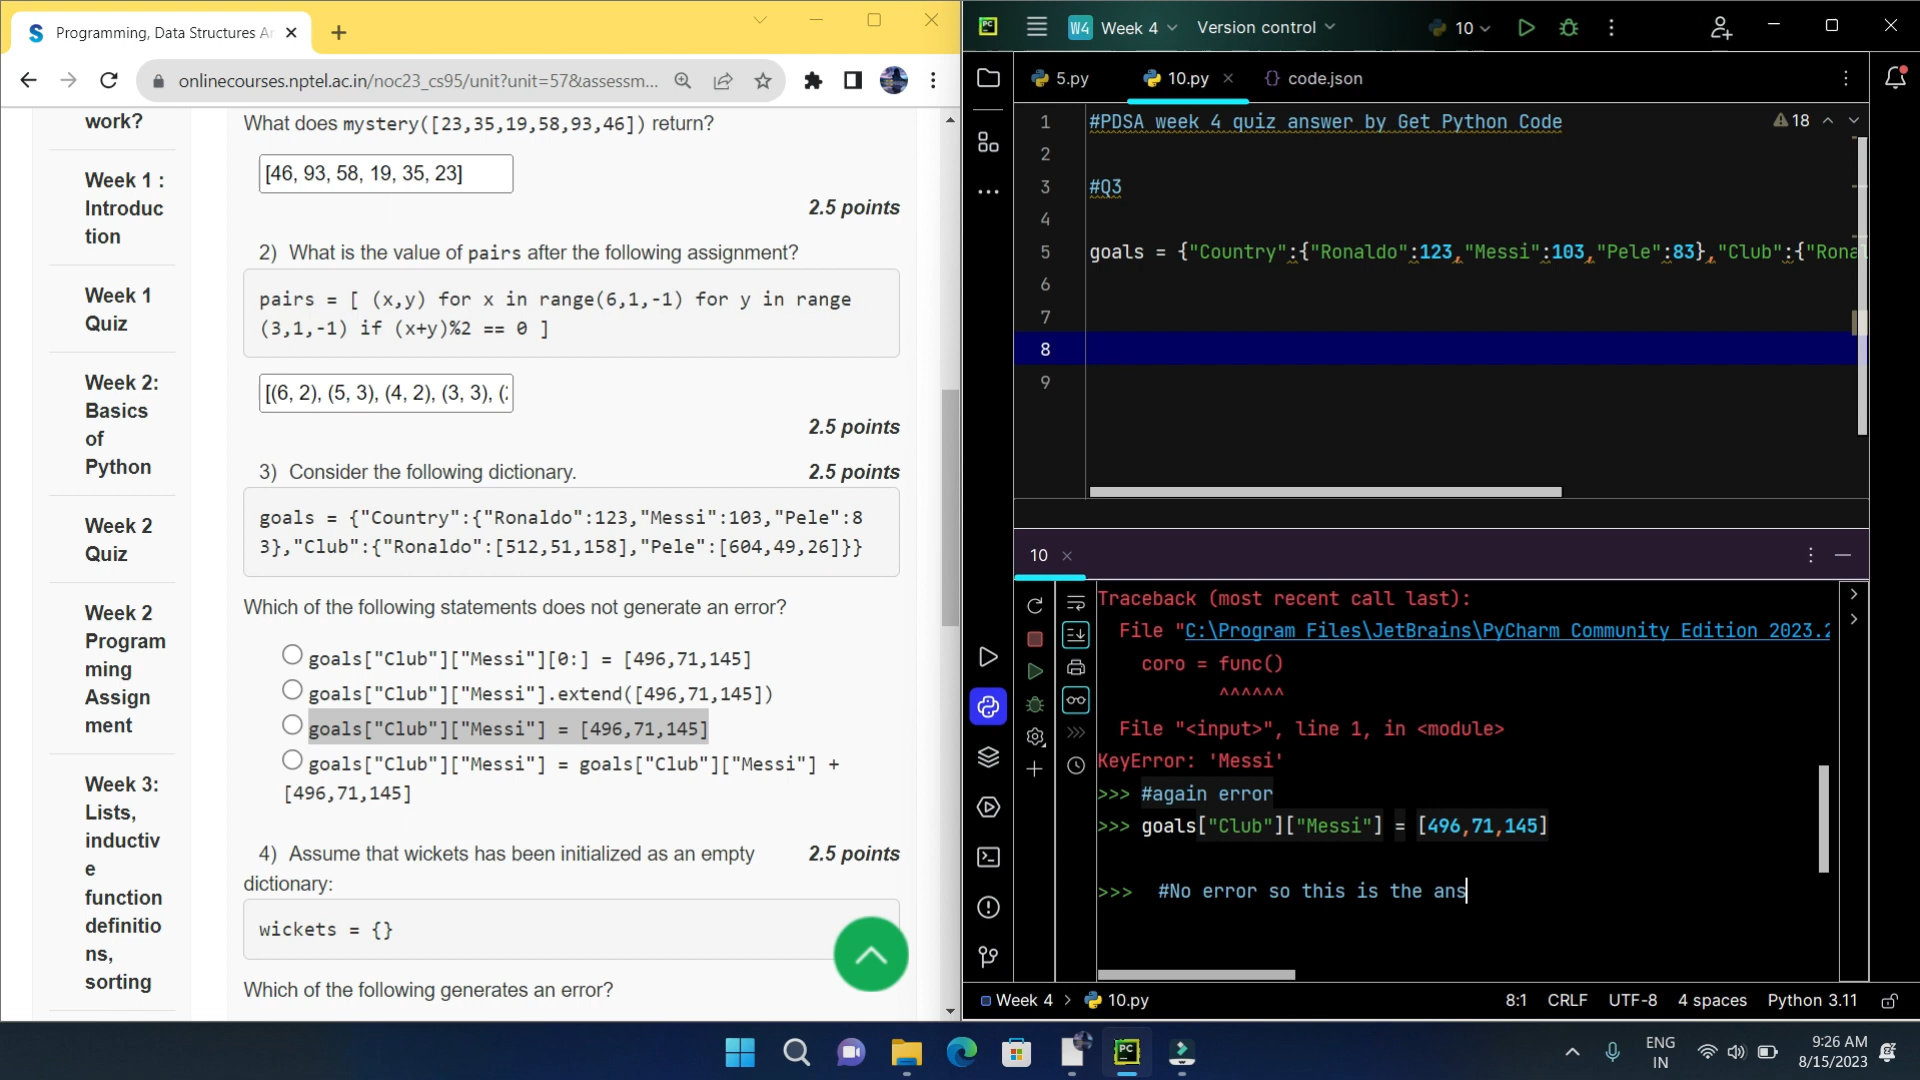 Programming, Data Structures Ar
onlinecourses.nptel.ac.in/noc23_cs95/unit?unit=57&assessm...
work?
Week 1 :
Introduc
tion
Week 1
Quiz
Week 2:
Basics
of
Python
Week 2
Quiz
Week 2
Program
ming
Assign
ment
Week 3:
Lists,
inductiv
e
function
definitio
ns,
sorting
What does mystery([23,35,19,58,93,46]) return?
[46, 93, 58, 19, 35, 23]
2.5 points
2) What is the value of pairs after the following assignment?
pairs = [ (x,y) for x in range(6,1,-1) for y in range
(3,1,-1) if (x+y)%2 == 0 ]
[(6, 2), (5, 3), (4, 2), (3, 3), (2
2.5 points
3) Consider the following dictionary.
2.5 points
goals = {"Country":{"Ronaldo":123,"Messi":103,"Pele":8
3},"Club":{"Ronaldo":[512,51,158],"Pele":[604,49,26]}}
Which of the following statements does not generate an error?
goals["Club"]["Messi"][0:] = [496,71,145]
goals["Club"]["Messi"].extend([496,71,145])
goals["Club"]["Messi"] = [496,71,145]
goals["Club"]["Messi"] = goals["Club"]["Messi"] +
[496,71,145]
4) Assume that wickets has been initialized as an empty
2.5 points
dictionary:
wickets = {}
Which of the following generates an error?
PC
W4 Week 4
Version control
10
5.py
10.py
{} code.json
18
1 #PDSA week 4 quiz answer by Get Python Code
2
3 #Q3
4
5 goals = {"Country":{"Ronaldo":123,"Messi":103,"Pele":83},"Club":{"Rona
6
7
8
9
10
Traceback (most recent call last):
File "C:\Program Files\JetBrains\PyCharm Community Edition 2023.2
coro = func()
^^^^^^
File "<input>", line 1, in <module>
KeyError: 'Messi'
>>> #again error
>>> goals["Club"]["Messi"] = [496,71,145]
>>> #No error so this is the ans
Week 4 > 10.py
8:1 CRLF UTF-8 4 spaces Python 3.11
PC
ENG
IN
9:26 AM
8/15/2023